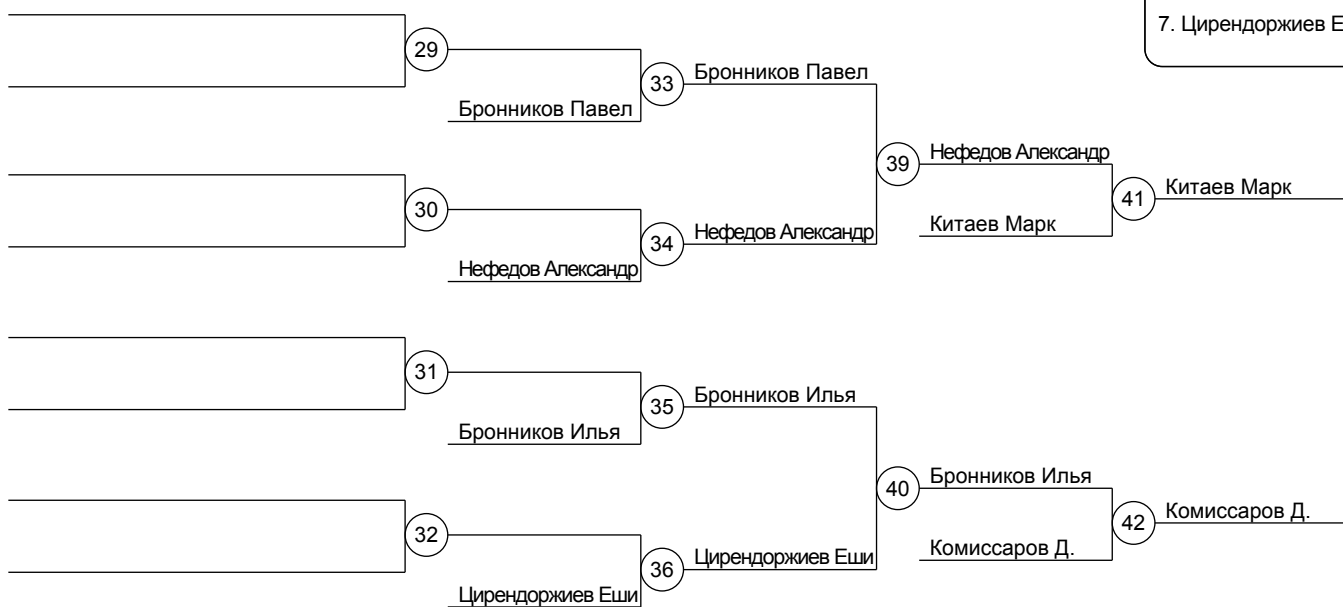 7. Цирендоржиев Е
29
Бронников Павел
33
Бронников Павел
30
Нефедов Александр
34
Нефедов Александр
39
Нефедов Александр
Китаев Марк
41
Китаев Марк
31
Бронников Илья
35
Бронников Илья
32
Цирендоржиев Еши
36
Цирендоржиев Еши
40
Бронников Илья
Комиссаров Д.
42
Комиссаров Д.